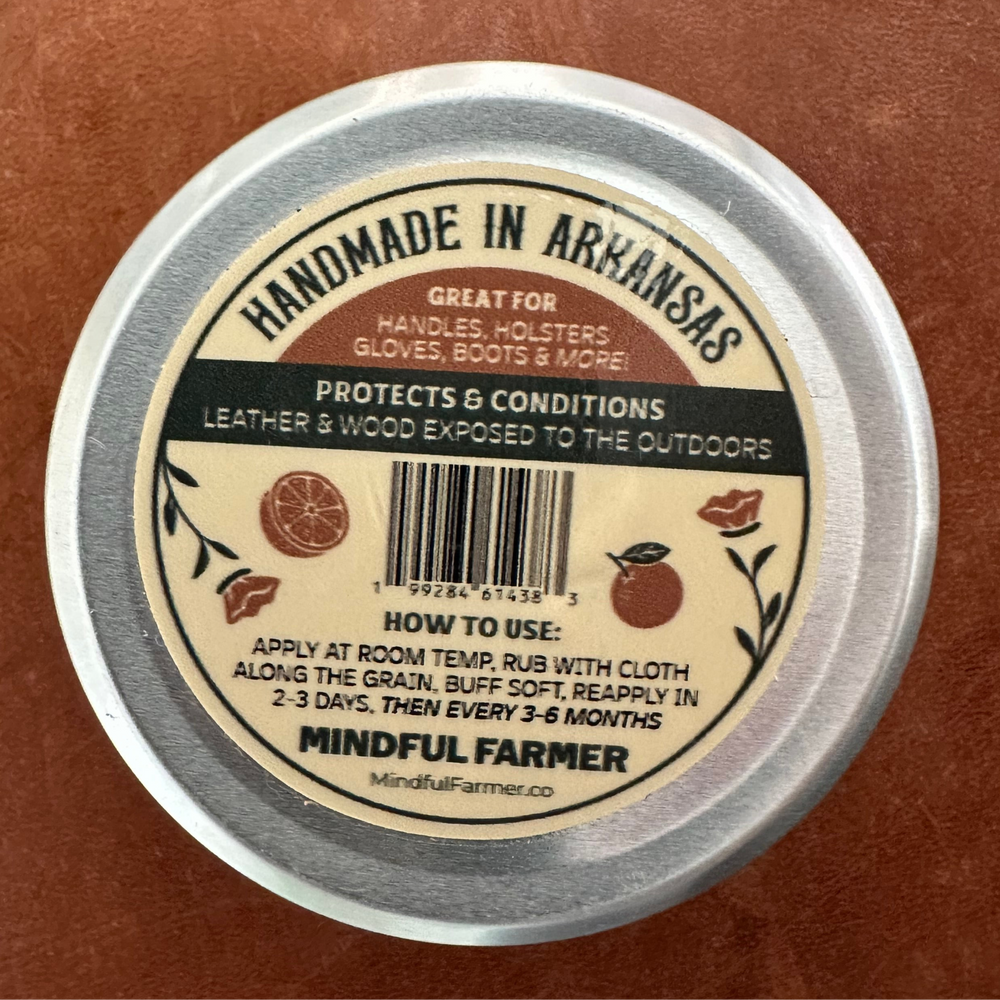 HANDMADE IN ARKANSAS
GREAT FOR
HANDLES, HOLSTERS
GLOVES, BOOTS & MORE!
PROTECTS & CONDITIONS
LEATHER & WOOD EXPOSED TO THE OUTDOORS
1 99284 61438 3
HOW TO USE:
APPLY AT ROOM TEMP, RUB WITH CLOTH
ALONG THE GRAIN, BUFF SOFT, REAPPLY IN
2-3 DAYS, THEN EVERY 3-6 MONTHS
MINDFUL FARMER
MindfulFarmer.co